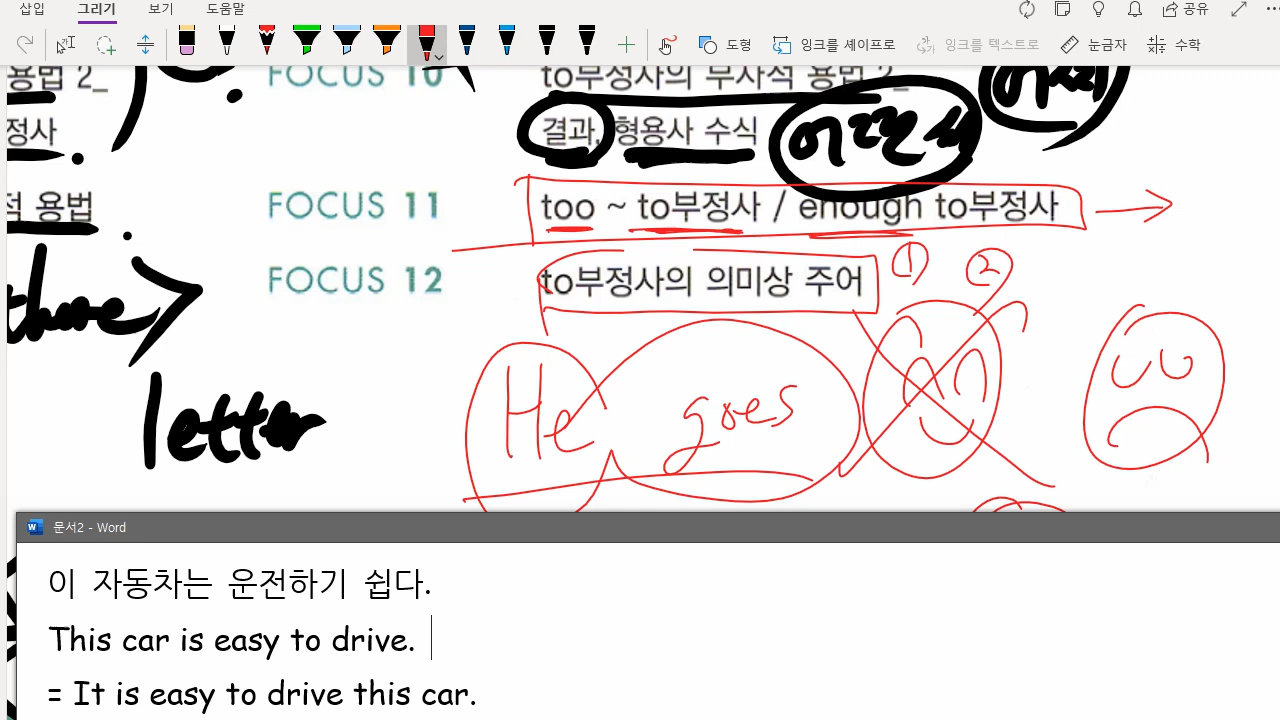 삽입 그리기 보기 도움말 공유
도형 잉크를 셰이프로 잉크를 텍스트로 눈금자 수학
용법 2_ FOCUS 10 to부정사의 부사적 용법 2_
정사 결과, 형용사 수식 어떤식
적 용법 FOCUS 11 too ~ to부정사 / enough to부정사
FOCUS 12 to부정사의 의미상 주어 ① ②
He goes
letter
문서2 - Word
이 자동차는 운전하기 쉽다.
This car is easy to drive.
= It is easy to drive this car.